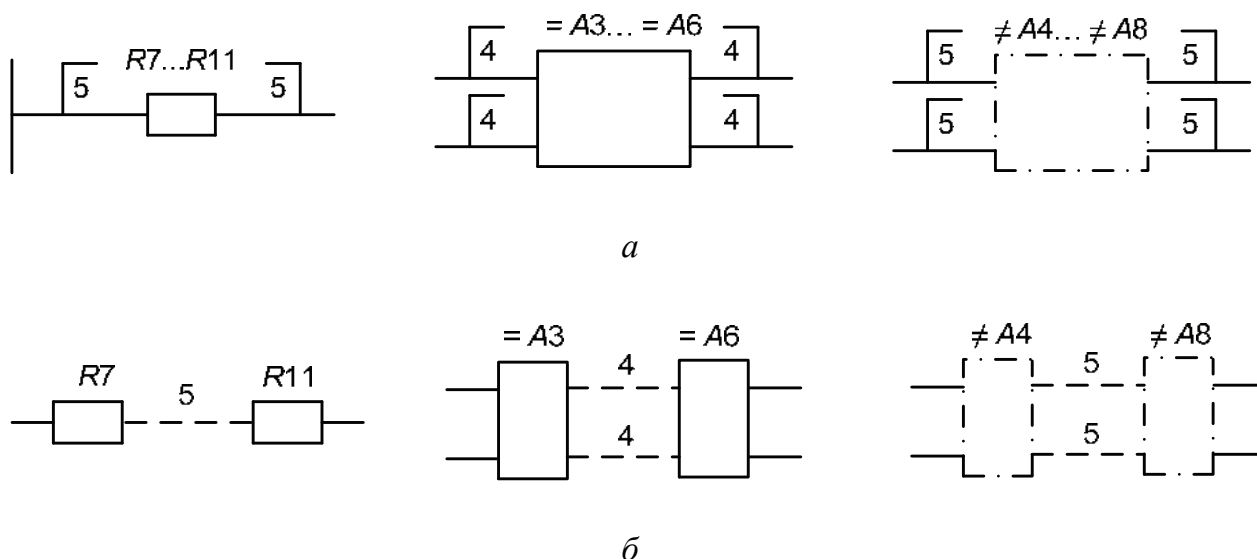 R7...R11
5 5
= A3... = A6
4 4
4 4
≠ A4... ≠ A8
5 5
5 5
а
R7 5 R11
= A3 = A6
4
4
≠ A4 ≠ A8
5
5
б